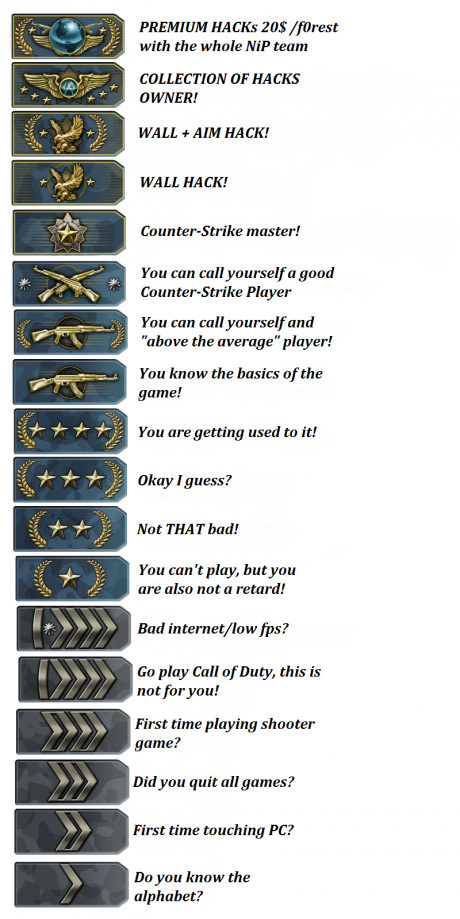 PREMIUM HACKs 20$ /f0rest
with the whole NiP team
COLLECTION OF HACKS
OWNER!
WALL + AIM HACK!
WALL HACK!
Counter-Strike master!
You can call yourself a good
Counter-Strike Player
You can call yourself and
"above the average" player!
You know the basics of the
game!
You are getting used to it!
Okay I guess?
Not THAT bad!
You can't play, but you
are also not a retard!
Bad internet/low fps?
Go play Call of Duty, this is
not for you!
First time playing shooter
game?
Did you quit all games?
First time touching PC?
Do you know the
alphabet?